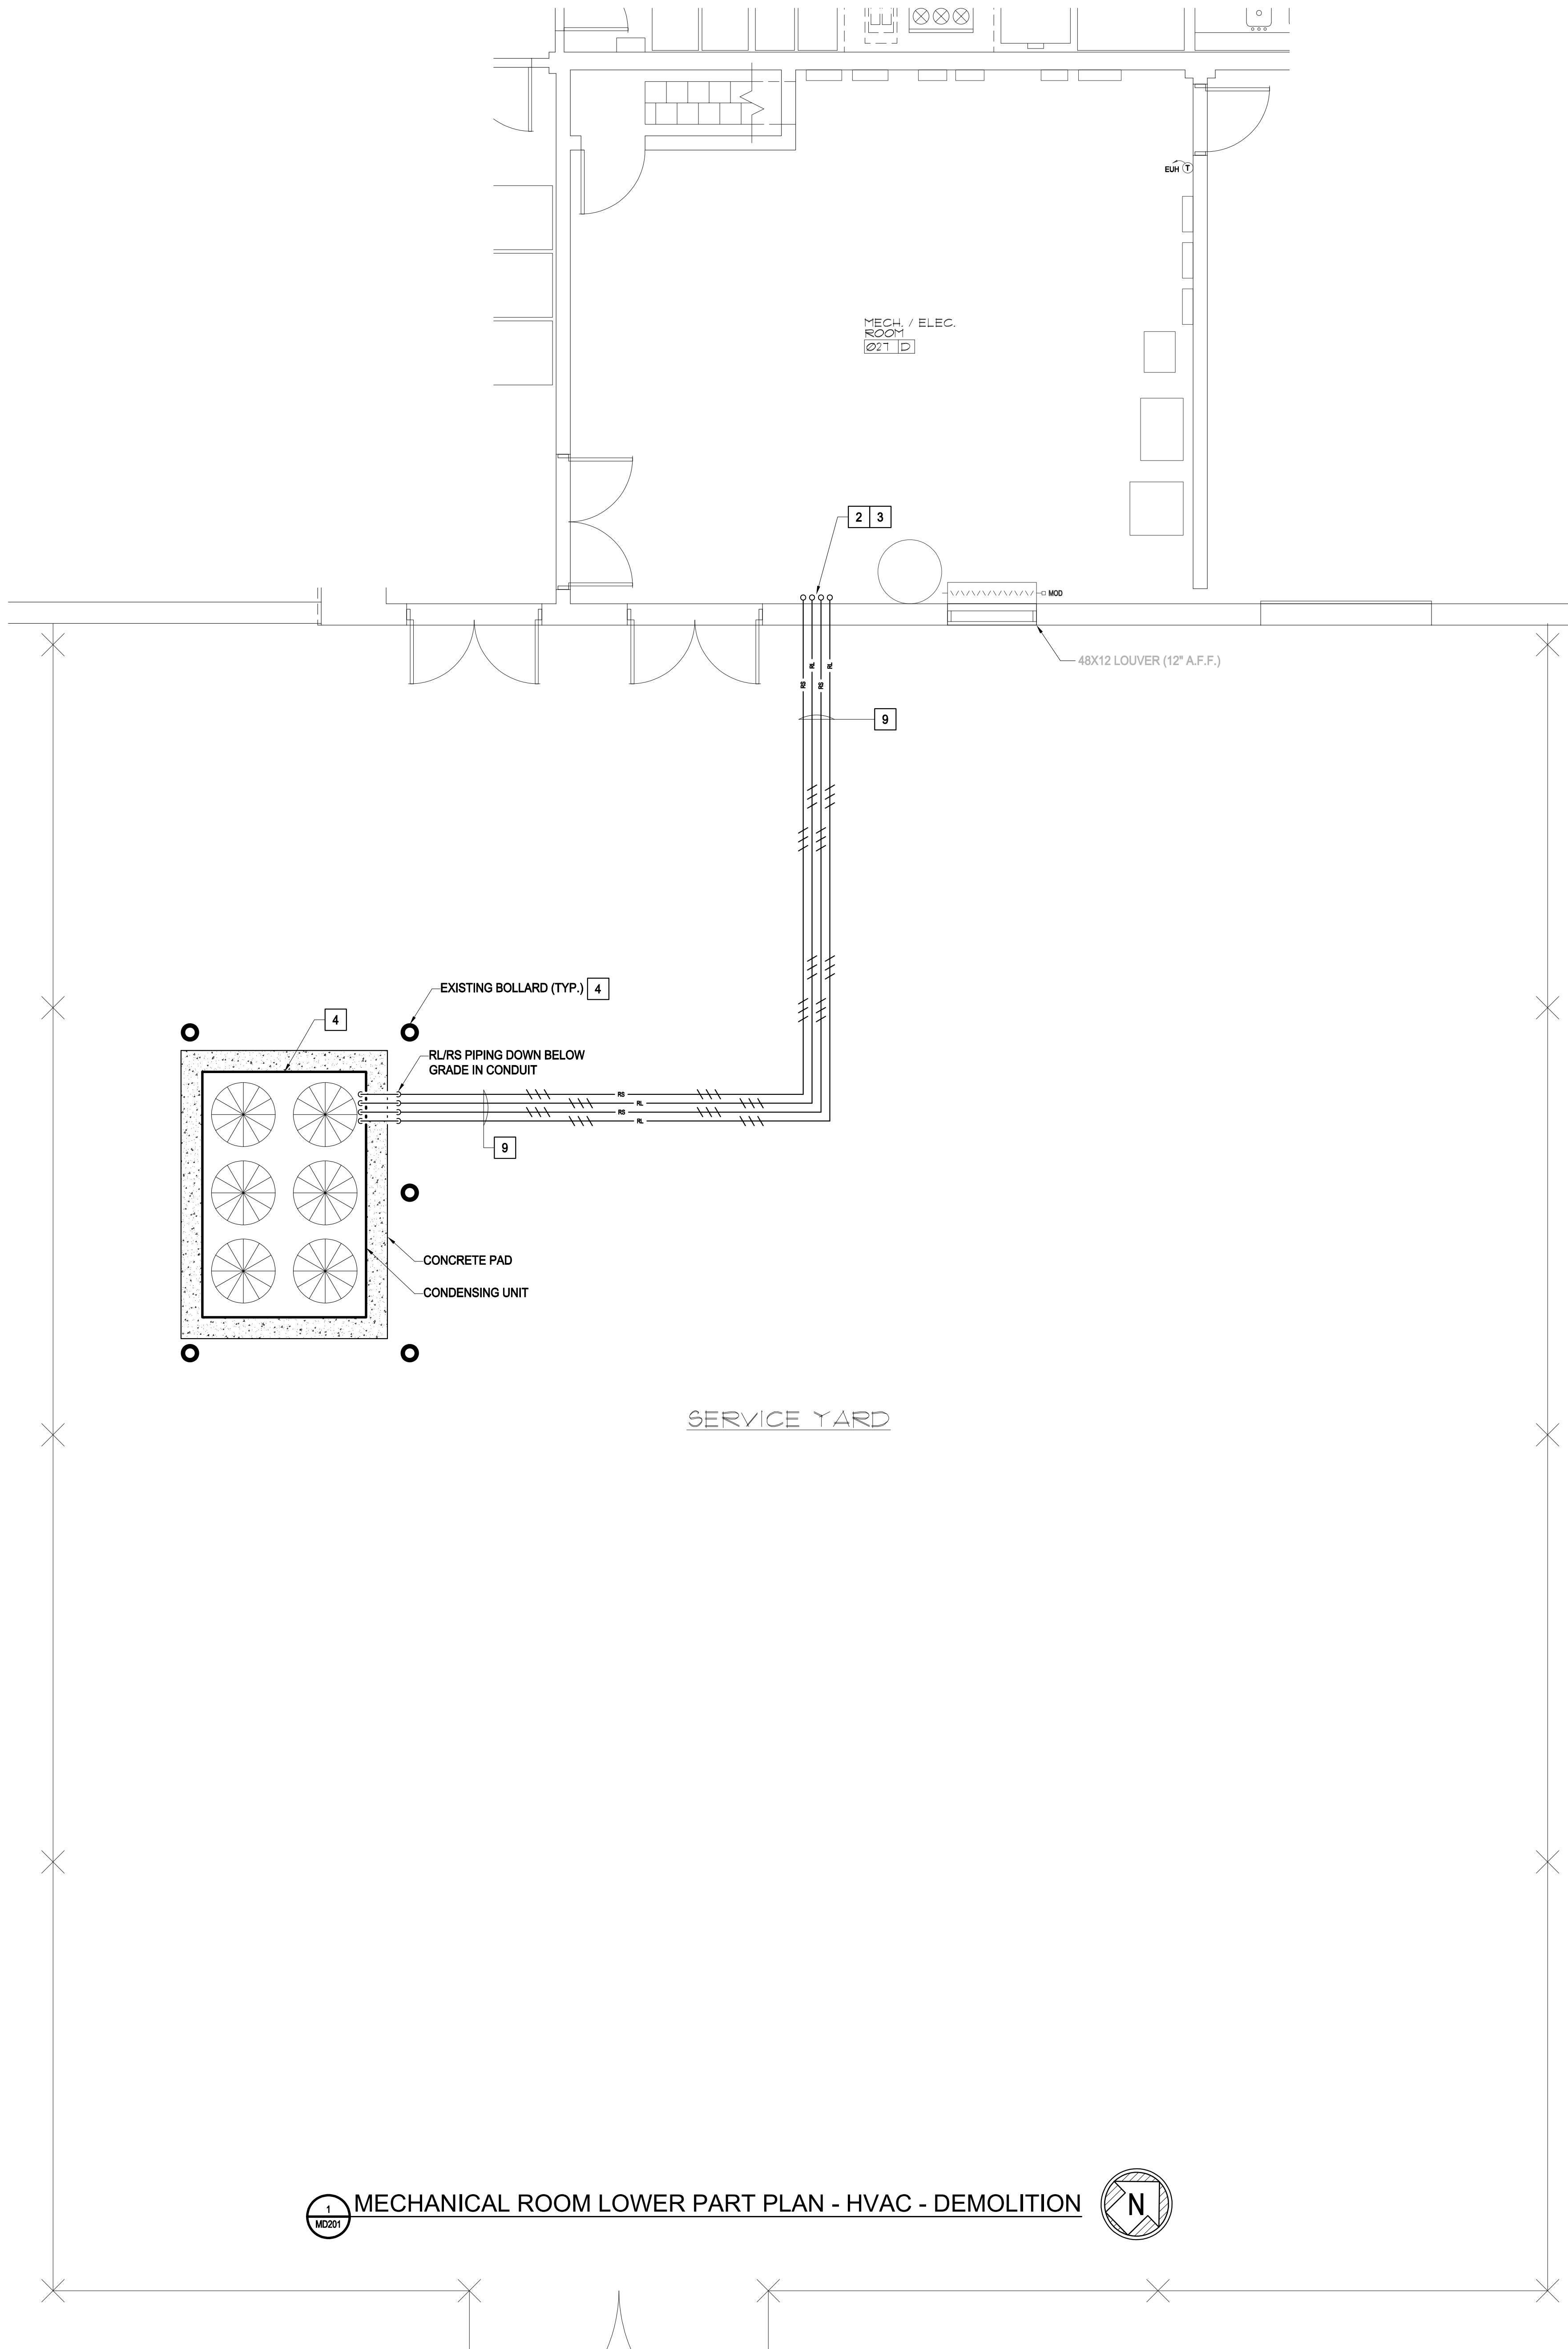 EUH T
MECH. / ELEC.
ROOM
Ø27 D
2 3
MOD
48X12 LOUVER (12" A.F.F.)
RS RL RS RL
9
EXISTING BOLLARD (TYP.) 4
4
RL/RS PIPING DOWN BELOW
GRADE IN CONDUIT
RS
RL
RS
RL
9
CONCRETE PAD
CONDENSING UNIT
SERVICE YARD
1
MD201
MECHANICAL ROOM LOWER PART PLAN - HVAC - DEMOLITION
N